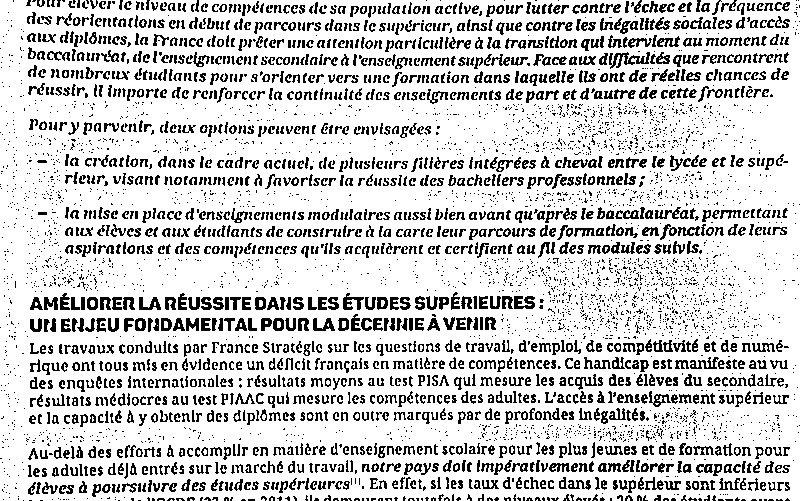 Pour élever le niveau de compétences de sa population active, pour lutter contre l'échec et la fréquence
des réorientations en début de parcours dans le supérieur, ainsi que contre les inégalités sociales d'accès
aux diplômes, la France doit prêter une attention particulière à la transition qui intervient au moment du
baccalauréat, de l'enseignement secondaire à l'enseignement supérieur. Face aux difficultés que rencontrent
de nombreux étudiants pour s'orienter vers une formation dans laquelle ils ont de réelles chances de
réussir, il importe de renforcer la continuité des enseignements de part et d'autre de cette frontière.
Pour y parvenir, deux options peuvent être envisagées :
– la création, dans le cadre actuel, de plusieurs filières intégrées à cheval entre le lycée et le supé-
rieur, visant notamment à favoriser la réussite des bacheliers professionnels ;
– la mise en place d'enseignements modulaires aussi bien avant qu'après le baccalauréat, permettant
aux élèves et aux étudiants de construire à la carte leur parcours de formation, en fonction de leurs
aspirations et des compétences qu'ils acquièrent et certifient au fil des modules suivis.
AMÉLIORER LA RÉUSSITE DANS LES ÉTUDES SUPÉRIEURES :
UN ENJEU FONDAMENTAL POUR LA DÉCENNIE À VENIR
Les travaux conduits par France Stratégie sur les questions de travail, d'emploi, de compétitivité et de numé-
rique ont tous mis en évidence un déficit français en matière de compétences. Ce handicap est manifeste au vu
des enquêtes internationales : résultats moyens au test PISA qui mesure les acquis des élèves du secondaire,
résultats médiocres au test PIAAC qui mesure les compétences des adultes. L'accès à l'enseignement supérieur
et la capacité à y obtenir des diplômes sont en outre marqués par de profondes inégalités.
Au-delà des efforts à accomplir en matière d'enseignement scolaire pour les plus jeunes et de formation pour
les adultes déjà entrés sur le marché du travail, notre pays doit impérativement améliorer la capacité des
élèves à poursuivre des études supérieures(1). En effet, si les taux d'échec dans le supérieur sont inférieurs